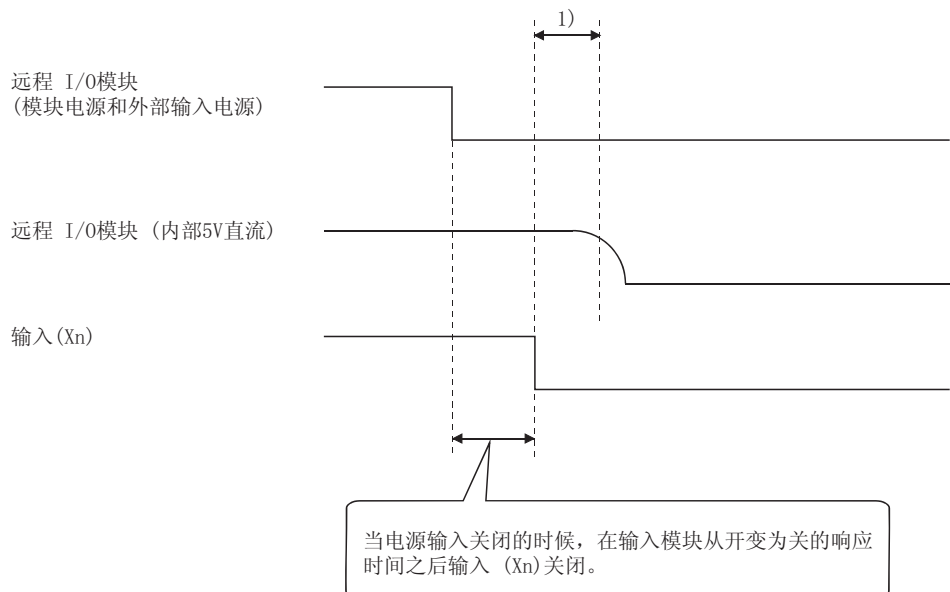 1)
远程 I/O模块
(模块电源和外部输入电源)
远程 I/O模块 (内部5V直流)
输入(Xn)
当电源输入关闭的时候，在输入模块从开变为关的响应
时间之后输入 (Xn)关闭。